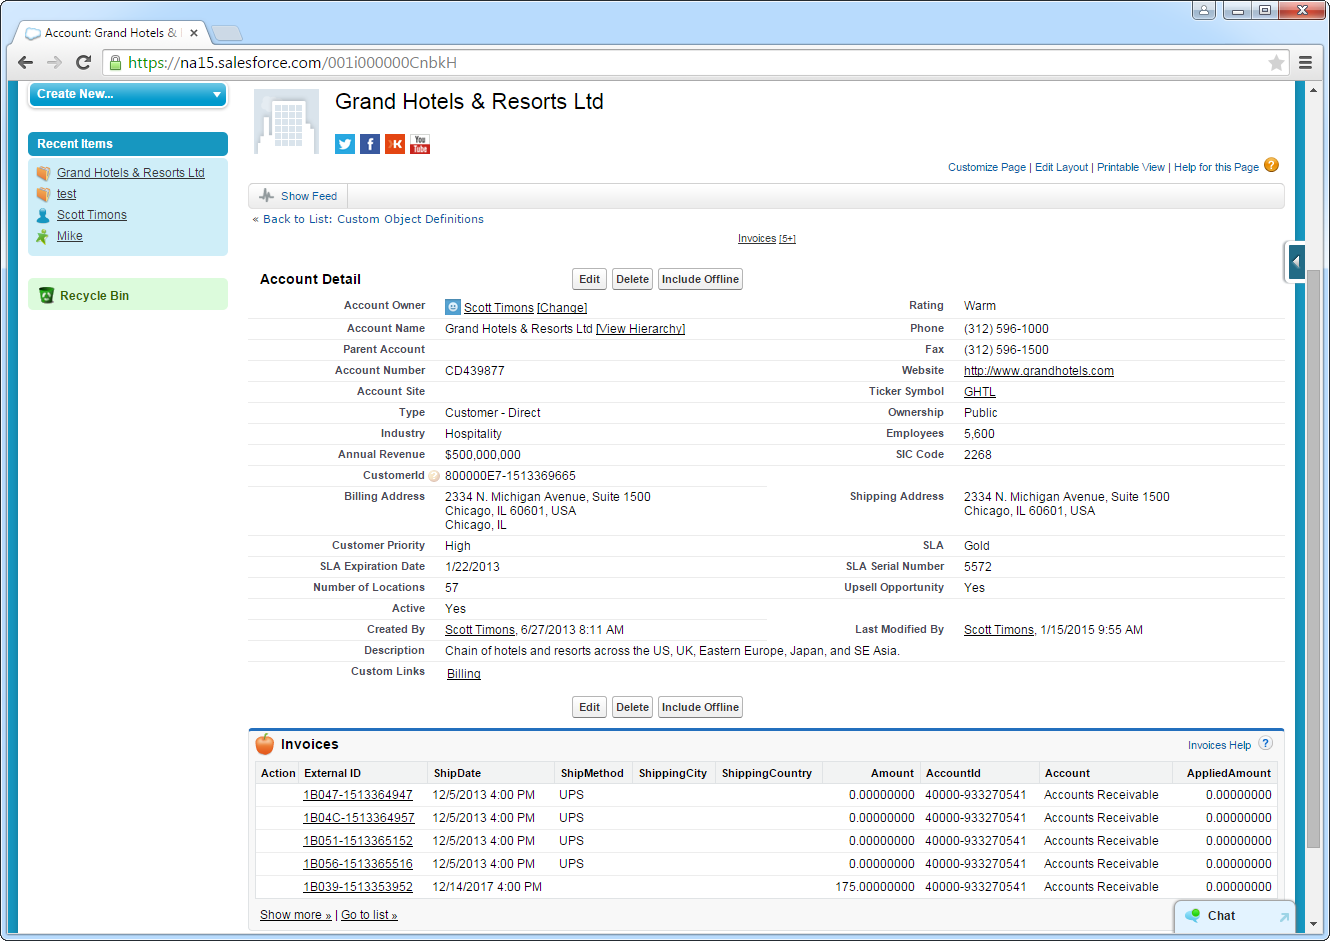 Account: Grand Hotels &
https://na15.salesforce.com/001i000000CnbkH
Create New...
Recent Items
Grand Hotels & Resorts Ltd
test
Scott Timons
Mike
Recycle Bin
Grand Hotels & Resorts Ltd
You Tube
Customize Page | Edit Layout | Printable View | Help for this Page ?
Show Feed
« Back to List: Custom Object Definitions
Invoices [5+]
Account Detail Edit Delete Include Offline
Account Owner Scott Timons [Change] Rating Warm
Account Name Grand Hotels & Resorts Ltd [View Hierarchy] Phone (312) 596-1000
Parent Account Fax (312) 596-1500
Account Number CD439877 Website http://www.grandhotels.com
Account Site Ticker Symbol GHTL
Type Customer - Direct Ownership Public
Industry Hospitality Employees 5,600
Annual Revenue $500,000,000 SIC Code 2268
CustomerId 800000E7-1513369665
Billing Address 2334 N. Michigan Avenue, Suite 1500 Shipping Address 2334 N. Michigan Avenue, Suite 1500
Chicago, IL 60601, USA Chicago, IL 60601, USA
Chicago, IL
Customer Priority High SLA Gold
SLA Expiration Date 1/22/2013 SLA Serial Number 5572
Number of Locations 57 Upsell Opportunity Yes
Active Yes
Created By Scott Timons, 6/27/2013 8:11 AM Last Modified By Scott Timons, 1/15/2015 9:55 AM
Description Chain of hotels and resorts across the US, UK, Eastern Europe, Japan, and SE Asia.
Custom Links Billing
Edit Delete Include Offline
Invoices Invoices Help ?
Action External ID ShipDate ShipMethod ShippingCity ShippingCountry Amount AccountId Account AppliedAmount
1B047-1513364947 12/5/2013 4:00 PM UPS 0.00000000 40000-933270541 Accounts Receivable 0.00000000
1B04C-1513364957 12/5/2013 4:00 PM UPS 0.00000000 40000-933270541 Accounts Receivable 0.00000000
1B051-1513365152 12/5/2013 4:00 PM UPS 0.00000000 40000-933270541 Accounts Receivable 0.00000000
1B056-1513365516 12/5/2013 4:00 PM UPS 0.00000000 40000-933270541 Accounts Receivable 0.00000000
1B039-1513353952 12/14/2017 4:00 PM 175.00000000 40000-933270541 Accounts Receivable 0.00000000
Show more » | Go to list »
Chat